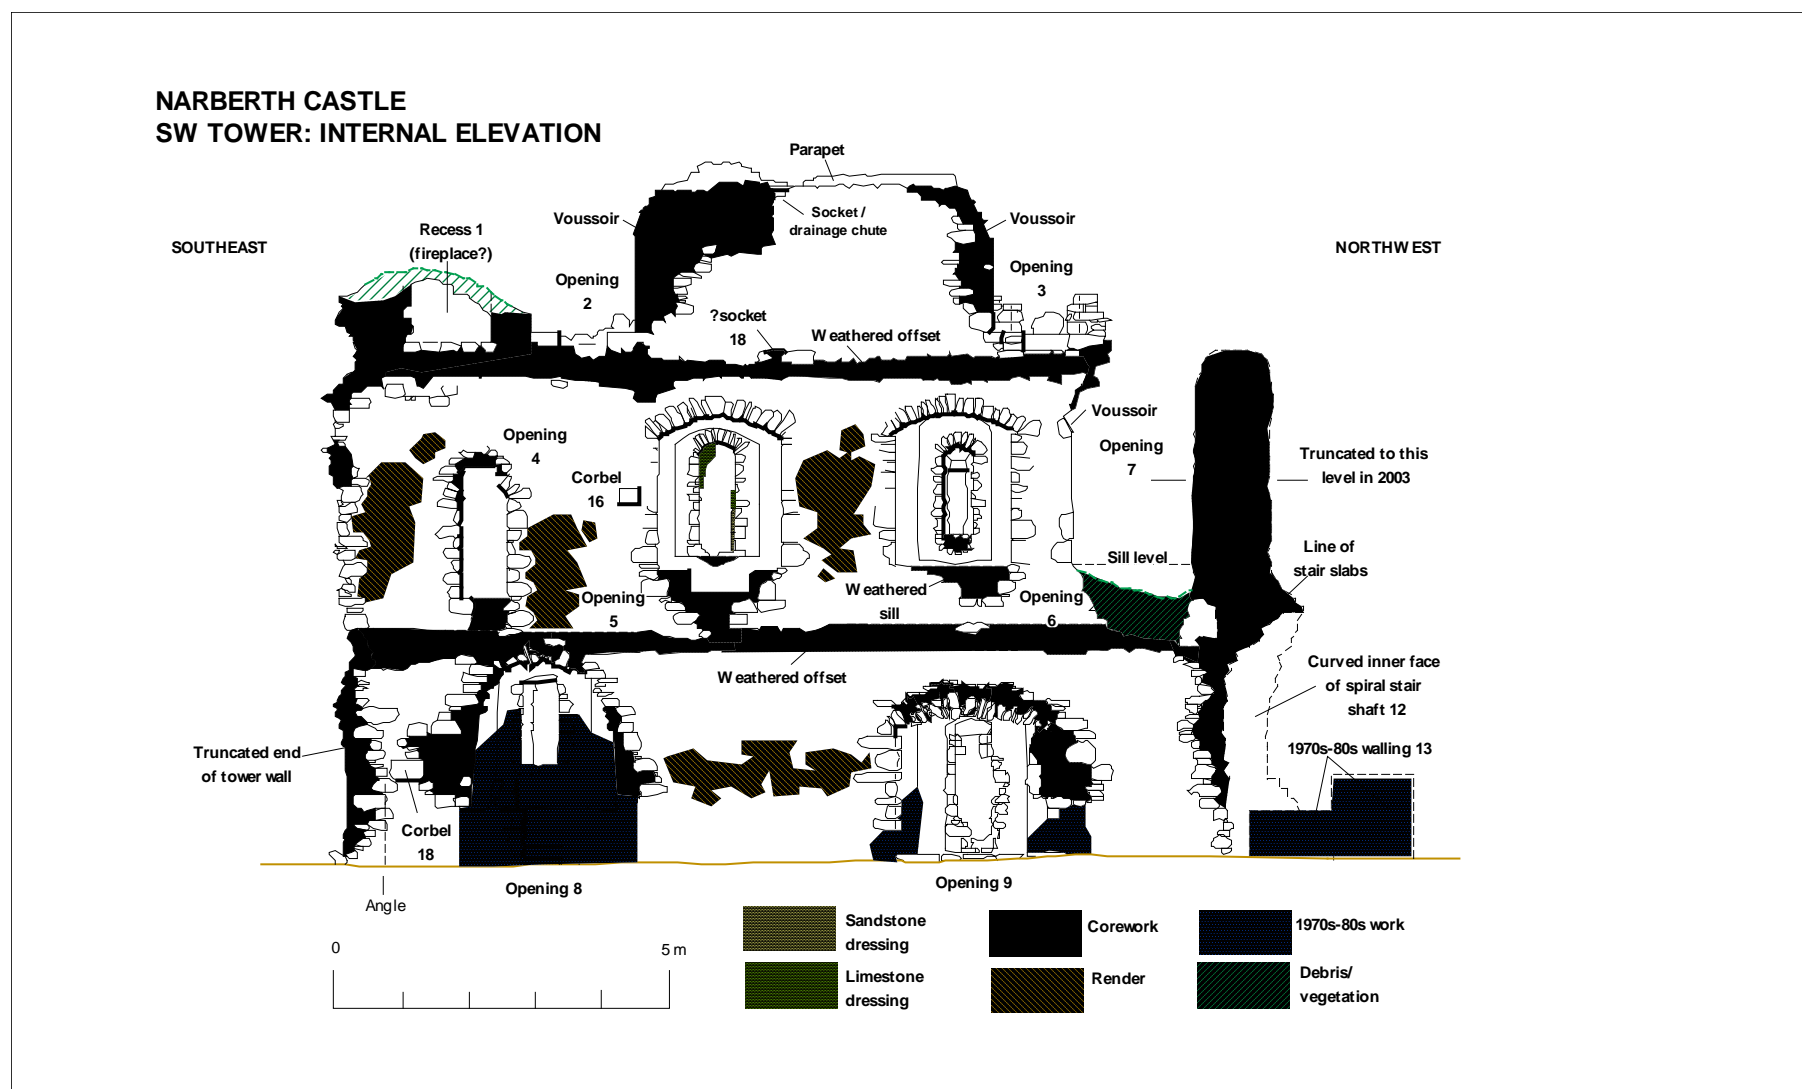 NARBERTH CASTLE
SW TOWER: INTERNAL ELEVATION
Parapet
Recess 1
(fireplace?)
Voussoir
Socket /
drainage chute
Voussoir
SOUTHEAST
NORTHWEST
Opening
2
Opening
3
?socket
18
Weathered offset
Voussoir
Opening
4
Opening
7
Truncated to this
level in 2003
Corbel
16
Sill level
Line of
stair slabs
Opening
5
Weathered
sill
Opening
6
Weathered offset
Curved inner face
of spiral stair
shaft 12
Truncated end
of tower wall
1970s-80s walling 13
Corbel
18
Opening 8
Opening 9
Angle
0
5 m
Sandstone
dressing
Corework
1970s-80s work
Limestone
dressing
Render
Debris/
vegetation